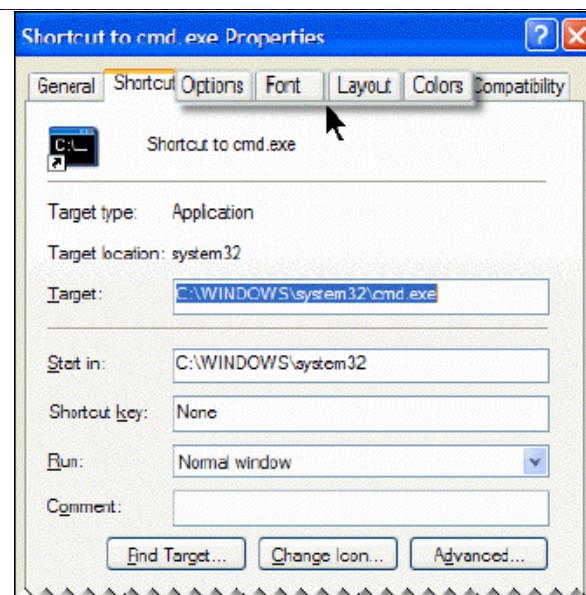 Shortcut to cmd.exe Properties
General Shortcut Options Font Layout Colors Compatibility
C:\_
Shortcut to cmd.exe
Target type: Application
Target location: system32
Target: C:\WINDOWS\system32\cmd.exe
Start in: C:\WINDOWS\system32
Shortcut key: None
Run: Normal window
Comment:
Find Target... Change Icon... Advanced...